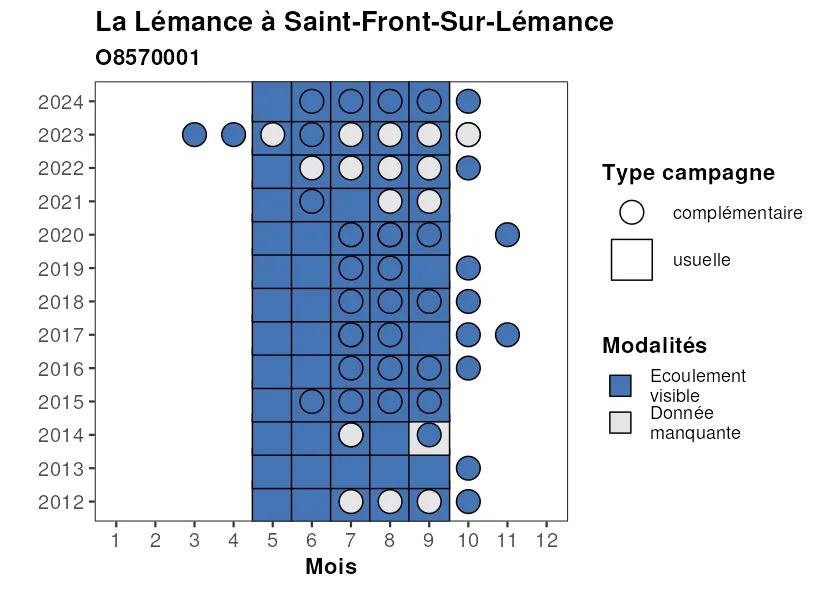 La Lémance à Saint-Front-Sur-Lémance
O8570001
2024
2023
2022
2021
2020
2019
2018
2017
2016
2015
2014
2013
2012
1 2 3 4 5 6 7 8 9 10 11 12
Mois
Type campagne
complémentaire
usuelle
Modalités
Ecoulement
visible
Donnée
manquante